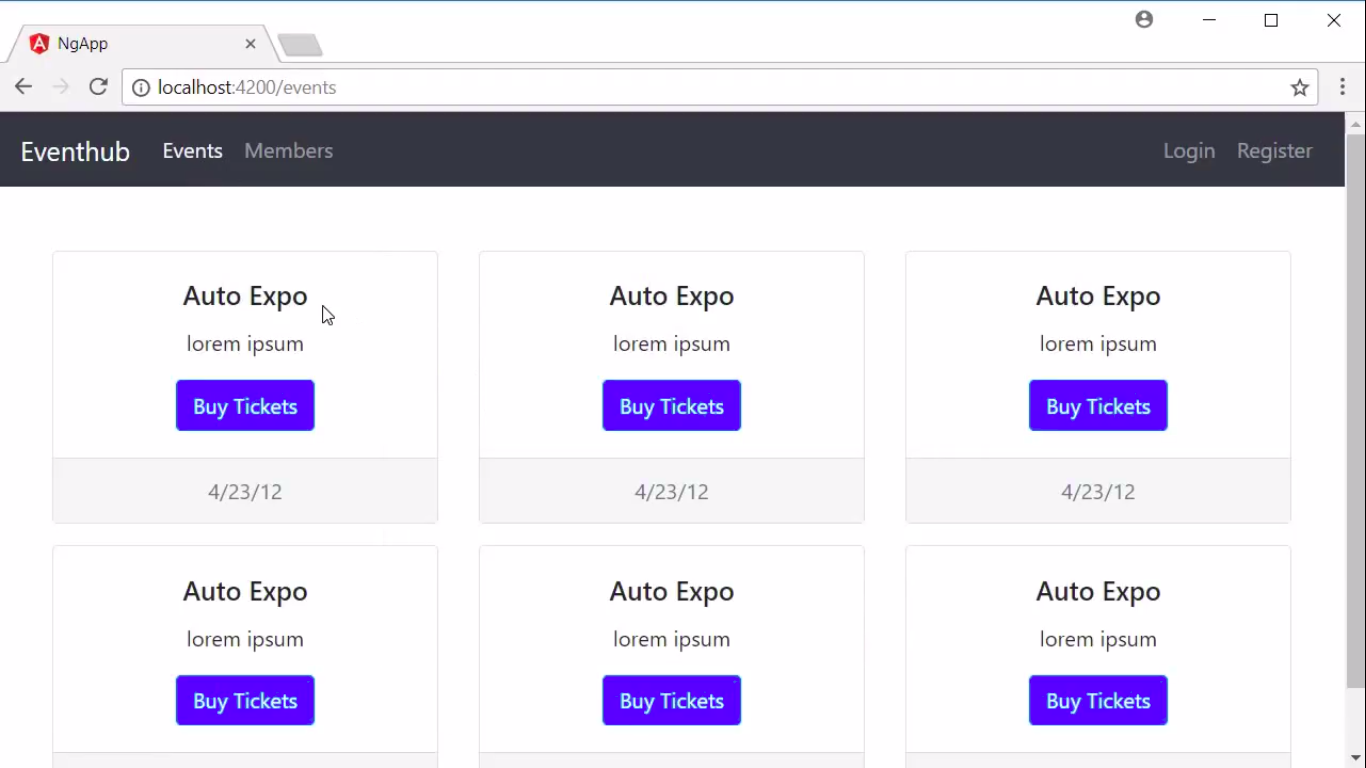 NgApp
localhost:4200/events
Eventhub Events Members Login Register
Auto Expo Auto Expo Auto Expo
lorem ipsum lorem ipsum lorem ipsum
Buy Tickets Buy Tickets Buy Tickets
4/23/12 4/23/12 4/23/12
Auto Expo Auto Expo Auto Expo
lorem ipsum lorem ipsum lorem ipsum
Buy Tickets Buy Tickets Buy Tickets